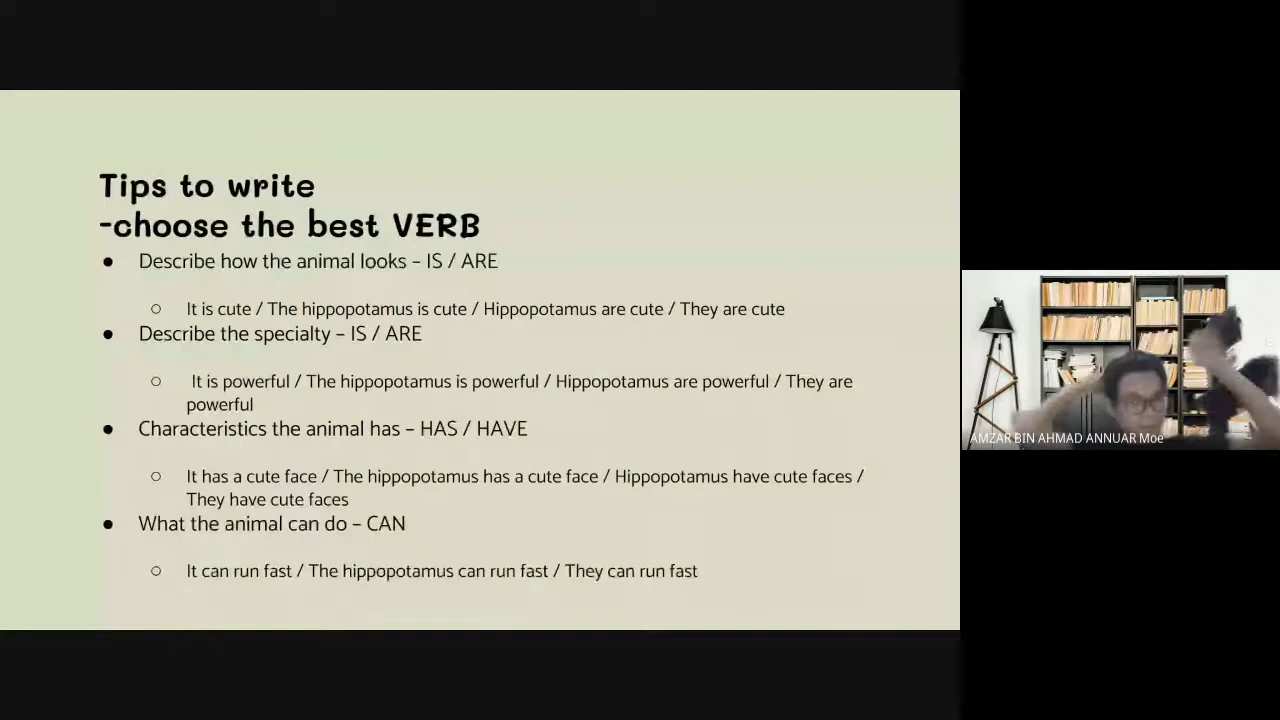 Tips to write
-choose the best VERB
● Describe how the animal looks – IS / ARE
○ It is cute / The hippopotamus is cute / Hippopotamus are cute / They are cute
● Describe the specialty – IS / ARE
○ It is powerful / The hippopotamus is powerful / Hippopotamus are powerful / They are
powerful
● Characteristics the animal has – HAS / HAVE
○ It has a cute face / The hippopotamus has a cute face / Hippopotamus have cute faces /
They have cute faces
● What the animal can do – CAN
○ It can run fast / The hippopotamus can run fast / They can run fast
AMZAR BIN AHMAD ANNUAR Moe